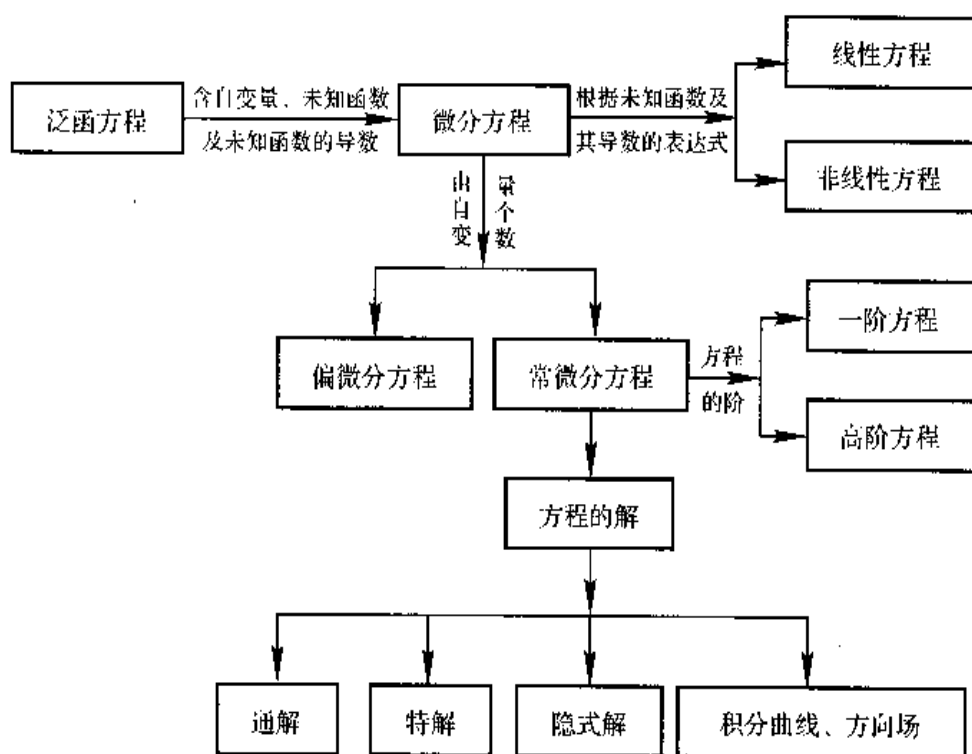 线性方程
泛函方程
含自变量、未知函数
及未知函数的导数
微分方程
根据未知函数及
其导数的表达式
非线性方程
由自变
量个数
一阶方程
偏微分方程
常微分方程
方程
的阶
高阶方程
方程的解
通解
特解
隐式解
积分曲线、方向场